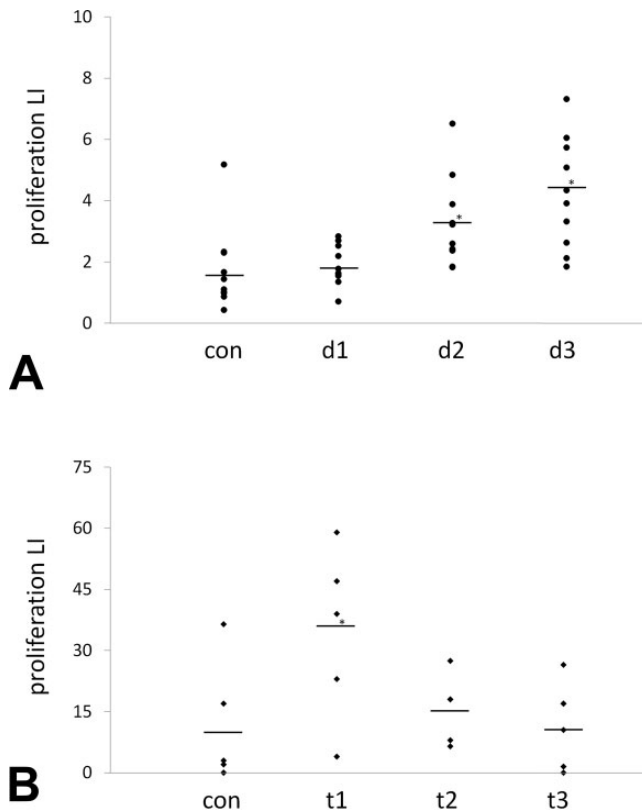 10
8
6
4
2
0
proliferation LI
con d1 d2 d3
* *
A
75
60
45
30
15
0
proliferation LI
con t1 t2 t3
*
B